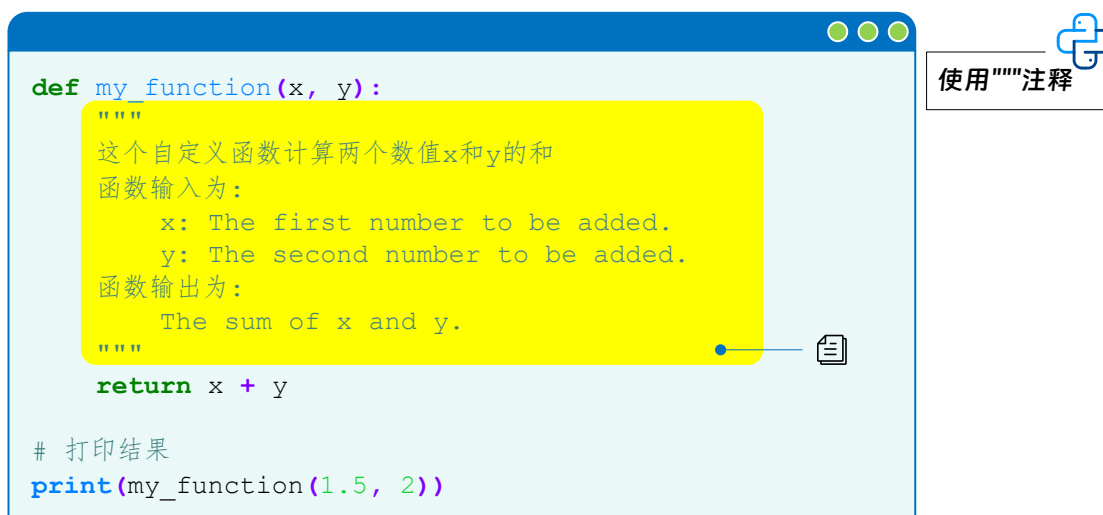 def my_function(x, y):
    """
    这个自定义函数计算两个数值x和y的和
    函数输入为:
        x: The first number to be added.
        y: The second number to be added.
    函数输出为:
        The sum of x and y.
    """
    return x + y

# 打印结果
print(my_function(1.5, 2))
使用"""注释